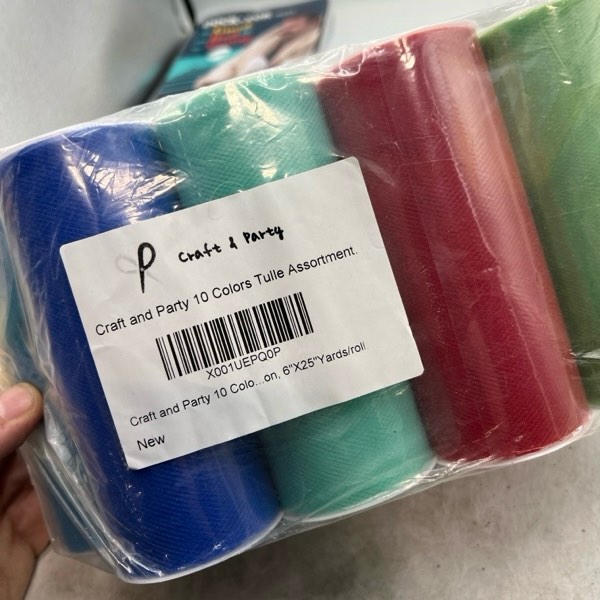 P Craft & Party
Craft and Party 10 Colors Tulle Assortment.
X001UEPQ0P
Craft and Party 10 Colo...on, 6"X25"Yards/roll
New